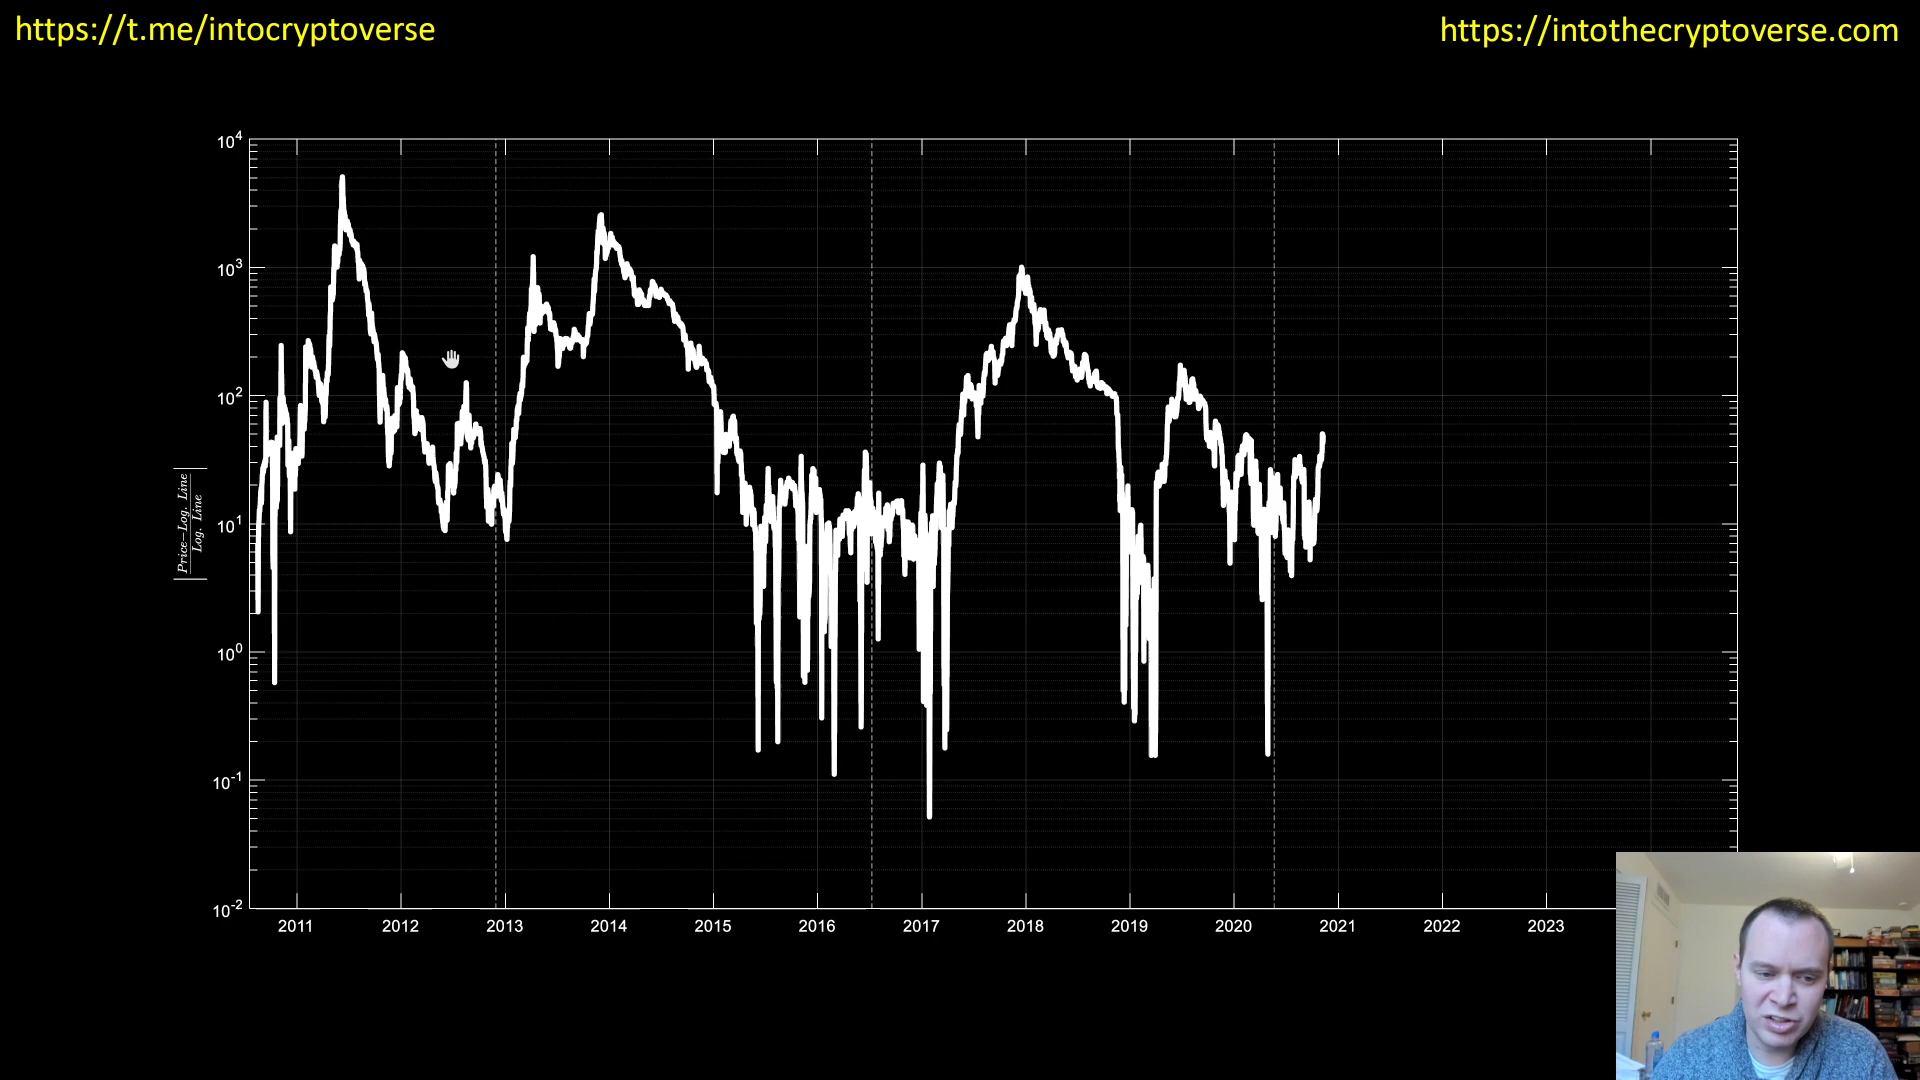 https://t.me/intocryptoverse
https://intothecryptoverse.com
10^4
10^3
10^2
10^1
10^0
10^-1
10^-2
Price−Log. Line
Log. Line
2011 2012 2013 2014 2015 2016 2017 2018 2019 2020 2021 2022 2023